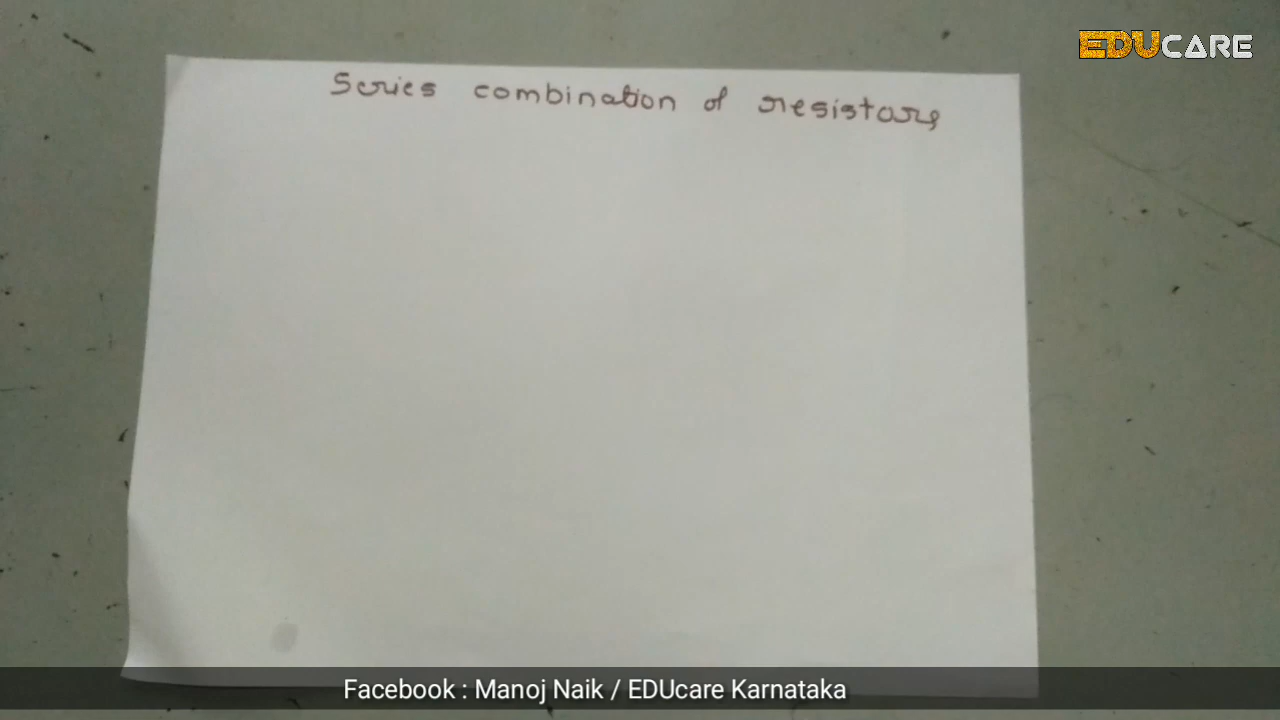 EDUCARE
Series combination of resistors
Facebook : Manoj Naik / EDUcare Karnataka